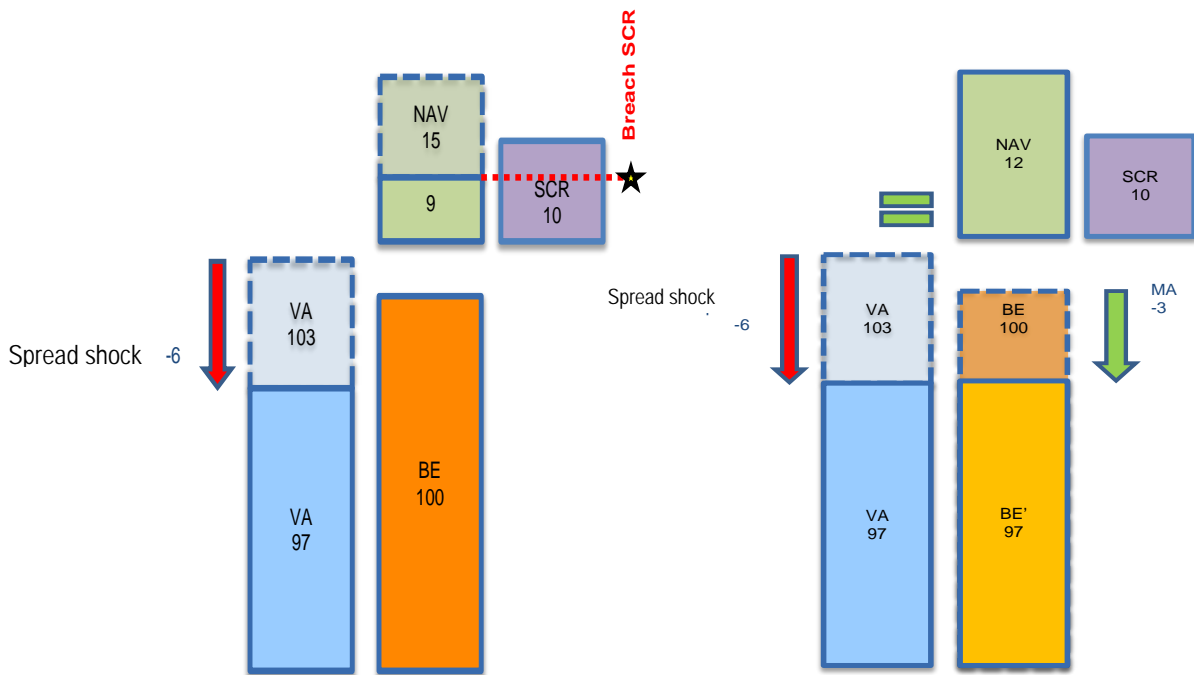 Breach SCR
NAV
15
9
SCR
10
VA
103
Spread shock
-6
BE
100
VA
97
NAV
12
SCR
10
Spread shock
-6
VA
103
BE
100
MA
-3
VA
97
BE’
97